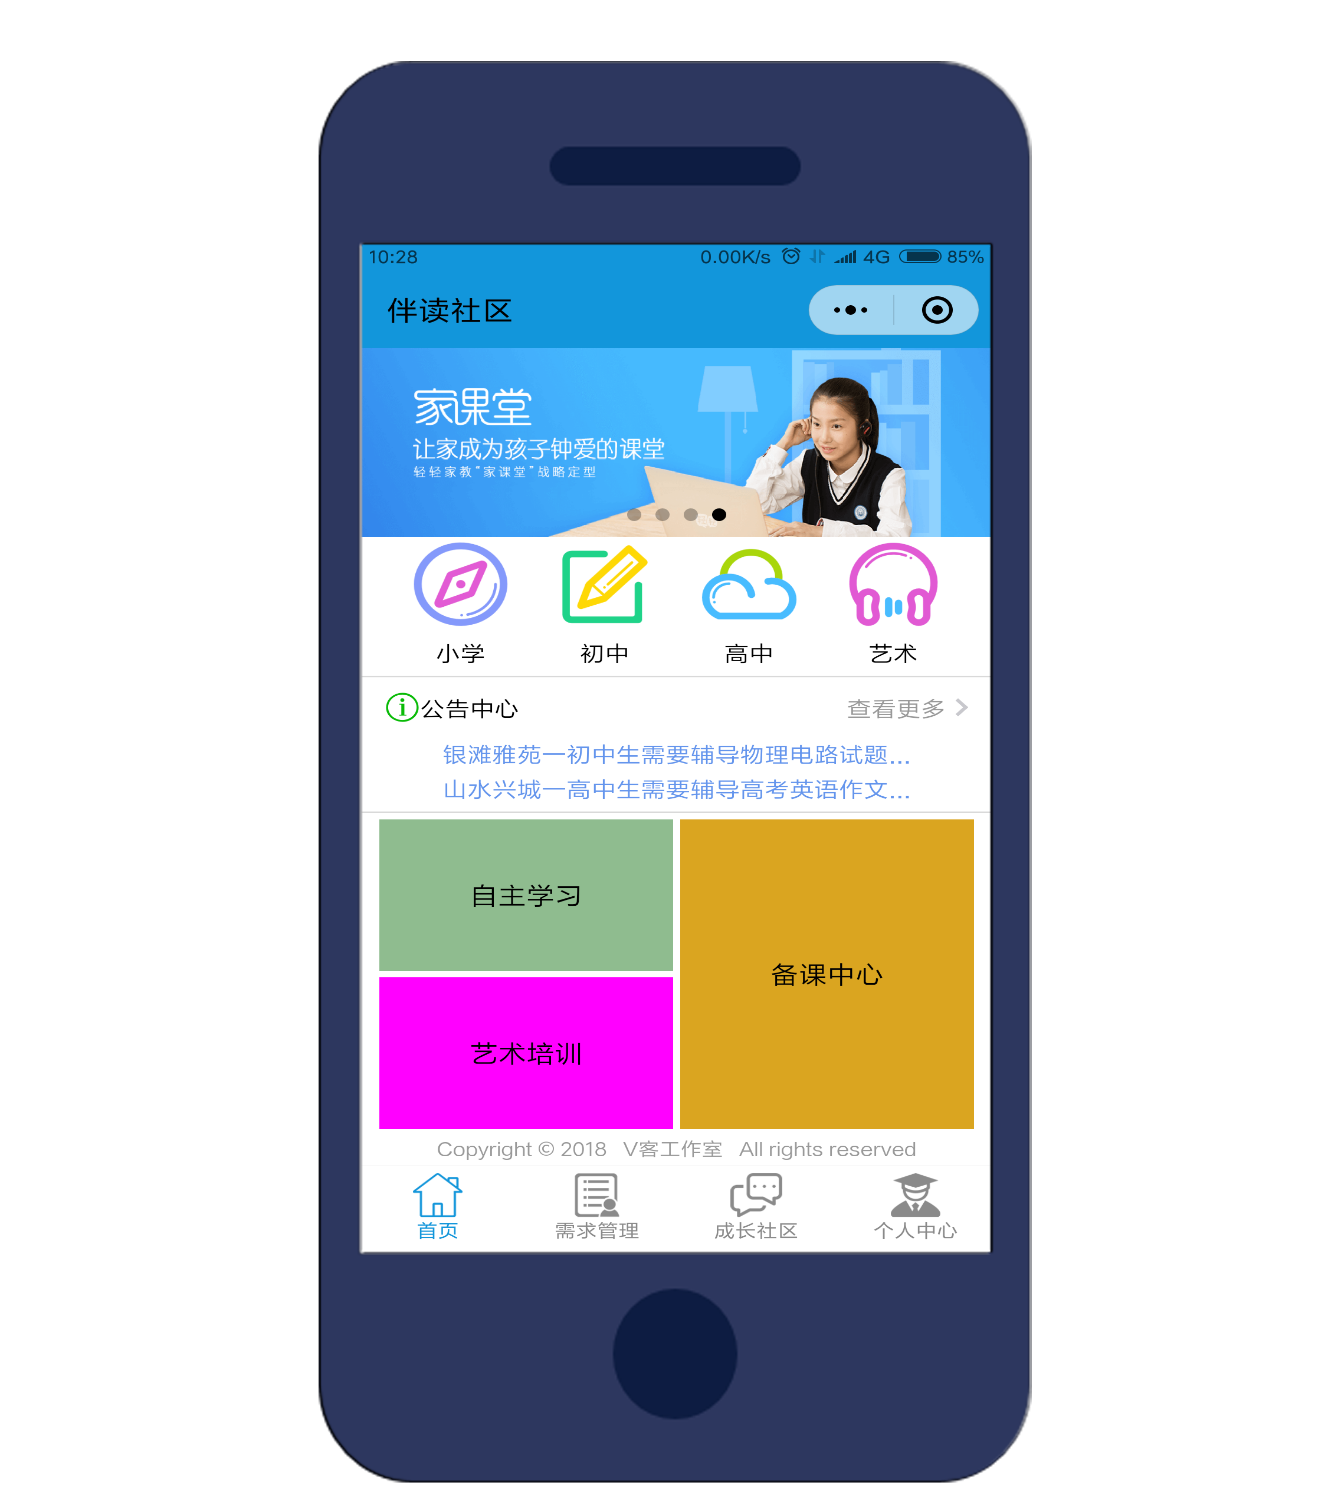 10:28 0.00K/s 4G 85%
伴读社区
家课堂
让家成为孩子钟爱的课堂
轻轻家教“家课堂”战略定型
小学 初中 高中 艺术
公告中心 查看更多
银滩雅苑一初中生需要辅导物理电路试题...
山水兴城一高中生需要辅导高考英语作文...
自主学习
备课中心
艺术培训
Copyright © 2018 V客工作室 All rights reserved
首页 需求管理 成长社区 个人中心